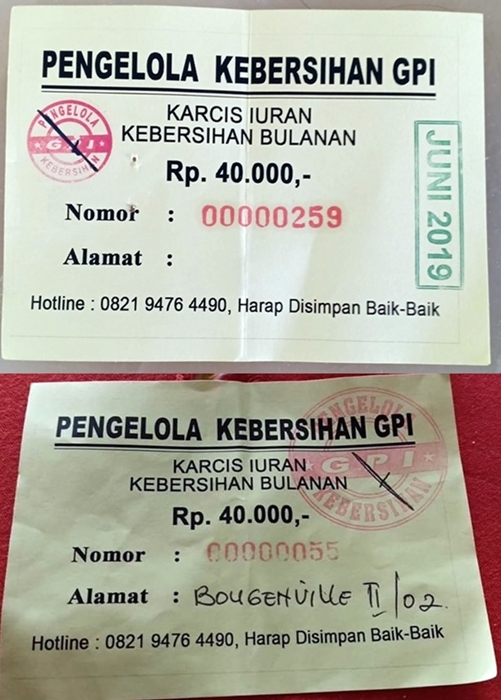 PENGELOLA KEBERSIHAN GPI
KARCIS IURAN
KEBERSIHAN BULANAN
Rp. 40.000,-
Nomor : 00000259
Alamat :
Hotline : 0821 9476 4490, Harap Disimpan Baik-Baik
PENGELOLA
GPI
KEBERSIHAN
JUNI 2019
PENGELOLA KEBERSIHAN GPI
KARCIS IURAN
KEBERSIHAN BULANAN
Rp. 40.000,-
Nomor : 00000055
Alamat : BOUGENVILLE II/02.
Hotline : 0821 9476 4490, Harap Disimpan Baik-Baik
PENGELOLA
GPI
KEBERSIHAN